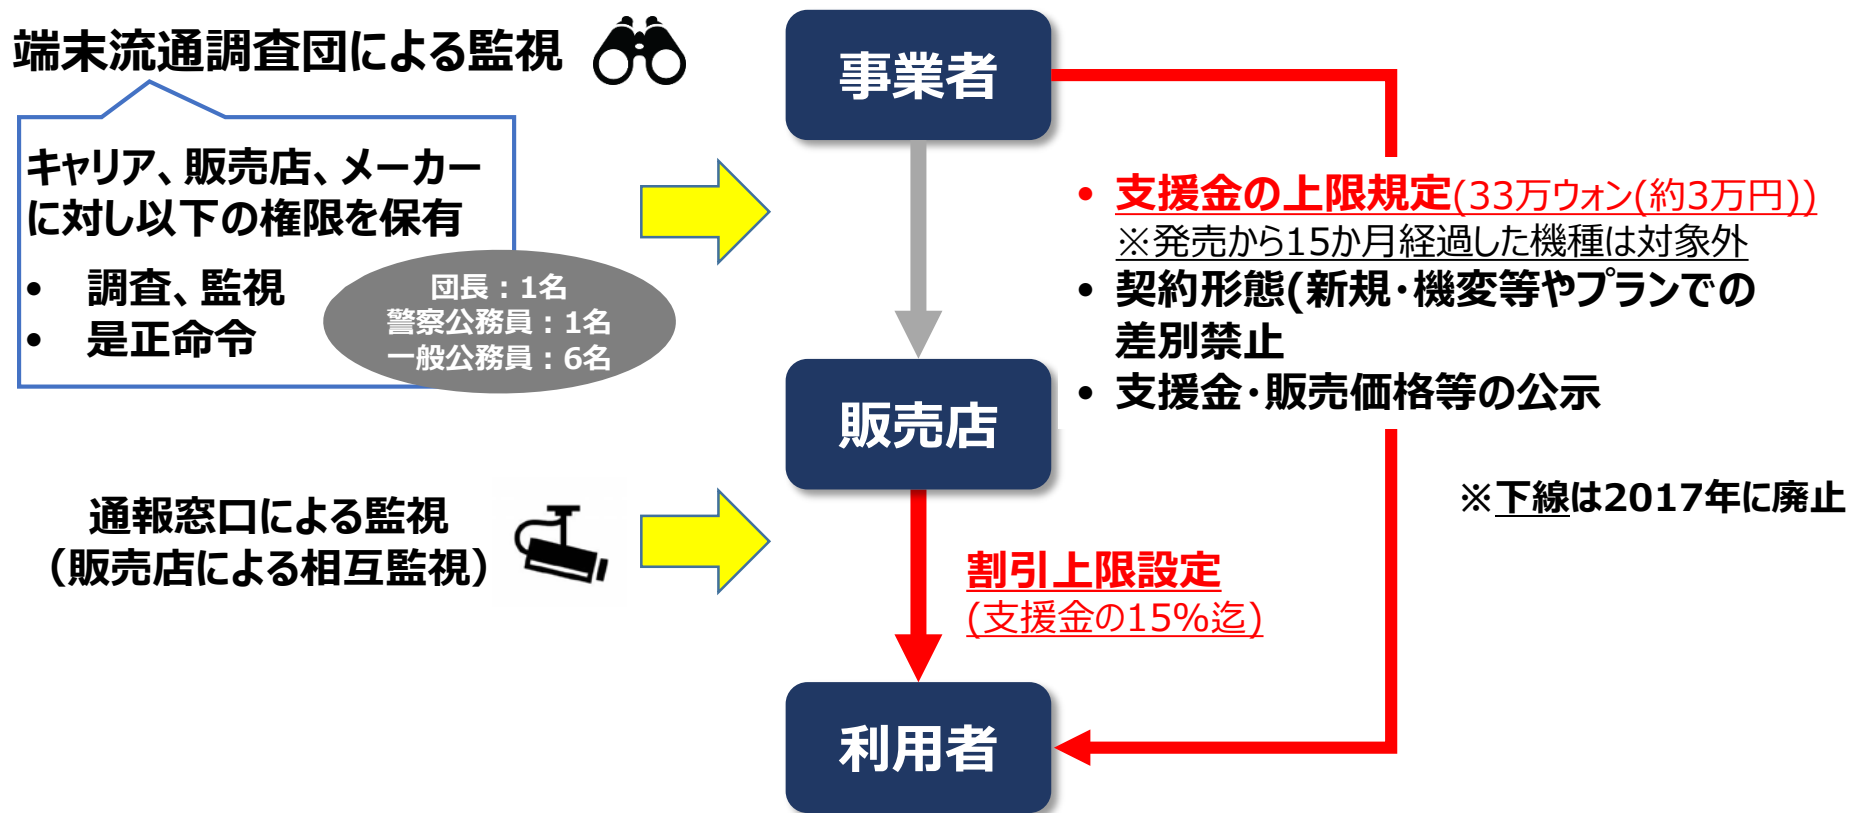 端末流通調査団による監視
キャリア、販売店、メーカー
に対し以下の権限を保有
• 調査、監視
• 是正命令
団長：1名
警察公務員：1名
一般公務員：6名
通報窓口による監視
（販売店による相互監視）
事業者
販売店
利用者
• 支援金の上限規定(33万ウォン(約3万円))
※発売から15か月経過した機種は対象外
• 契約形態(新規・機変等やプランでの
差別禁止
• 支援金・販売価格等の公示
※下線は2017年に廃止
割引上限設定
(支援金の15%迄)